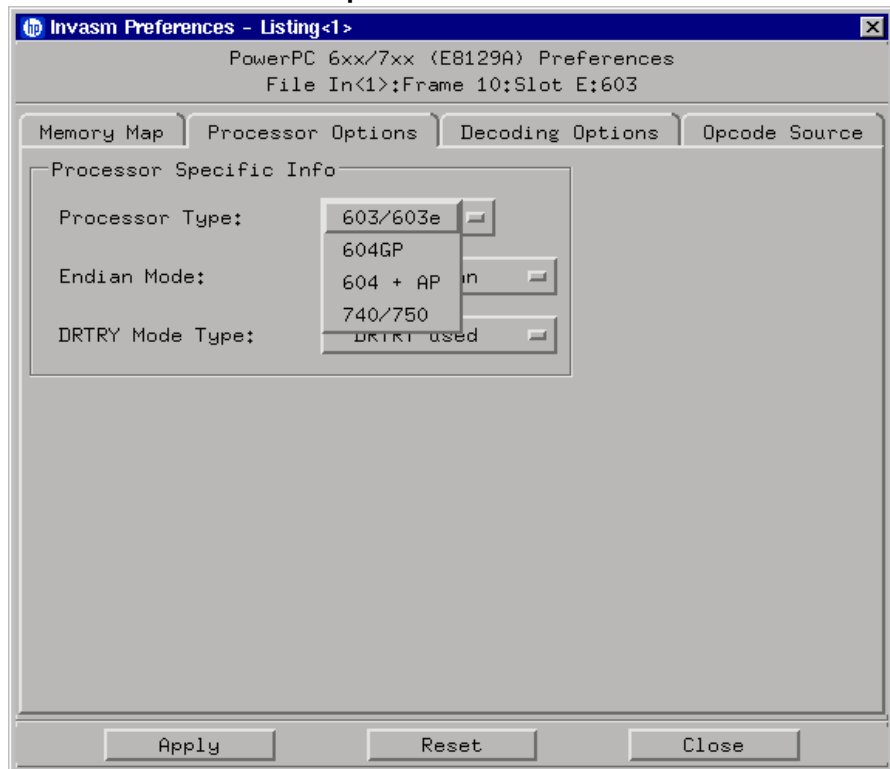 Invasm Preferences - Listing<1>
PowerPC 6xx/7xx (E8129A) Preferences
File In<1>:Frame 10:Slot E:603
Memory Map Processor Options Decoding Options Opcode Source
Processor Specific Info
Processor Type: 603/603e
604GP
Endian Mode: 604 + AP
740/750
DRTRY Mode Type: DRTRY used
Apply Reset Close